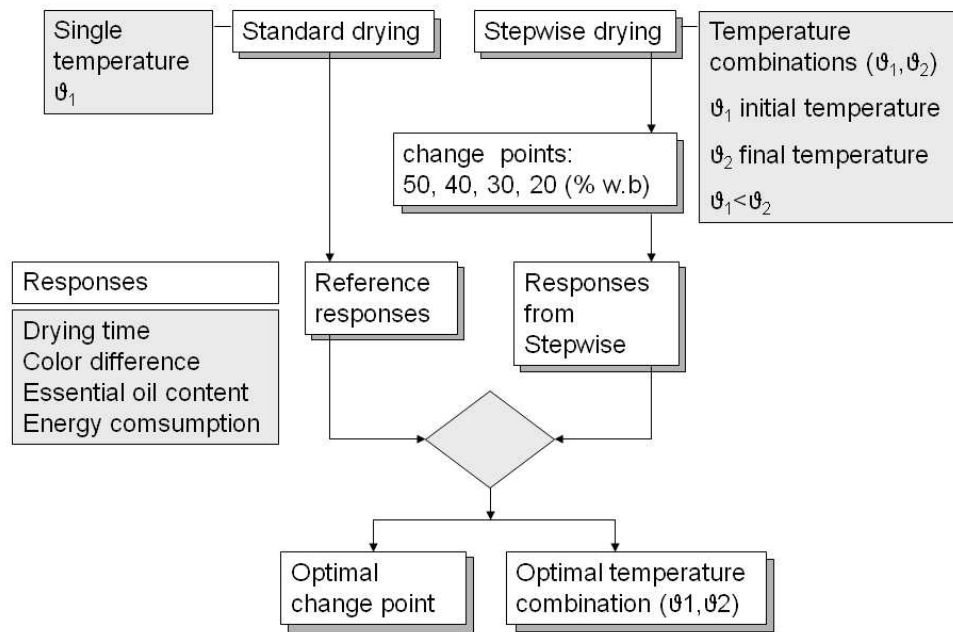 Single
temperature
ϑ₁
Standard drying
Stepwise drying
Temperature
combinations (ϑ₁,ϑ₂)
ϑ₁ initial temperature
ϑ₂ final temperature
ϑ₁<ϑ₂
change points:
50, 40, 30, 20 (% w.b)
Responses
Drying time
Color difference
Essential oil content
Energy comsumption
Reference
responses
Responses
from
Stepwise
Optimal
change point
Optimal temperature
combination (ϑ1,ϑ2)